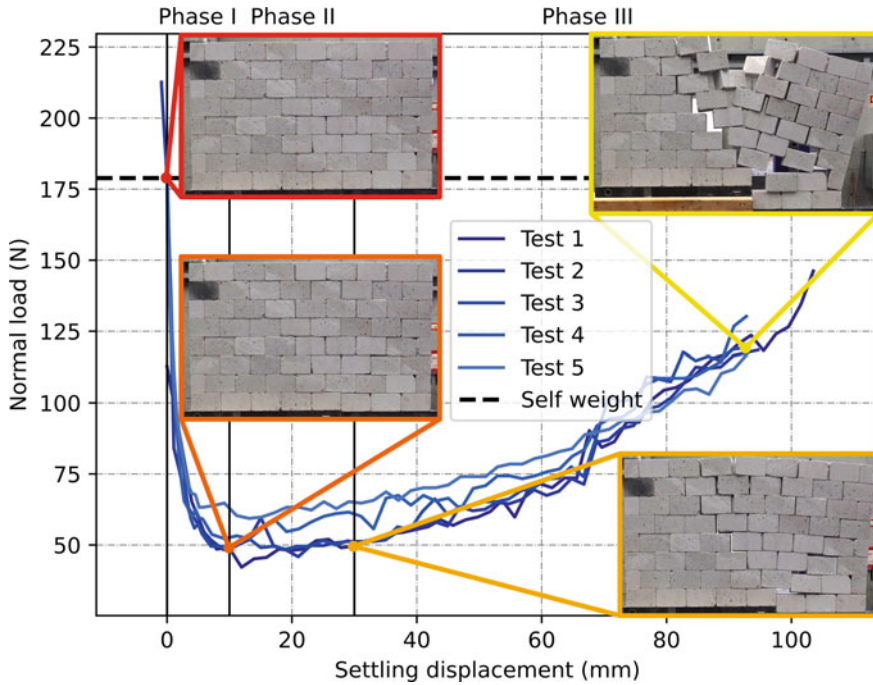 Phase I Phase II Phase III
Normal load (N)
225
200
175
150
125
100
75
50
Test 1
Test 2
Test 3
Test 4
Test 5
Self weight
0 20 40 60 80 100
Settling displacement (mm)